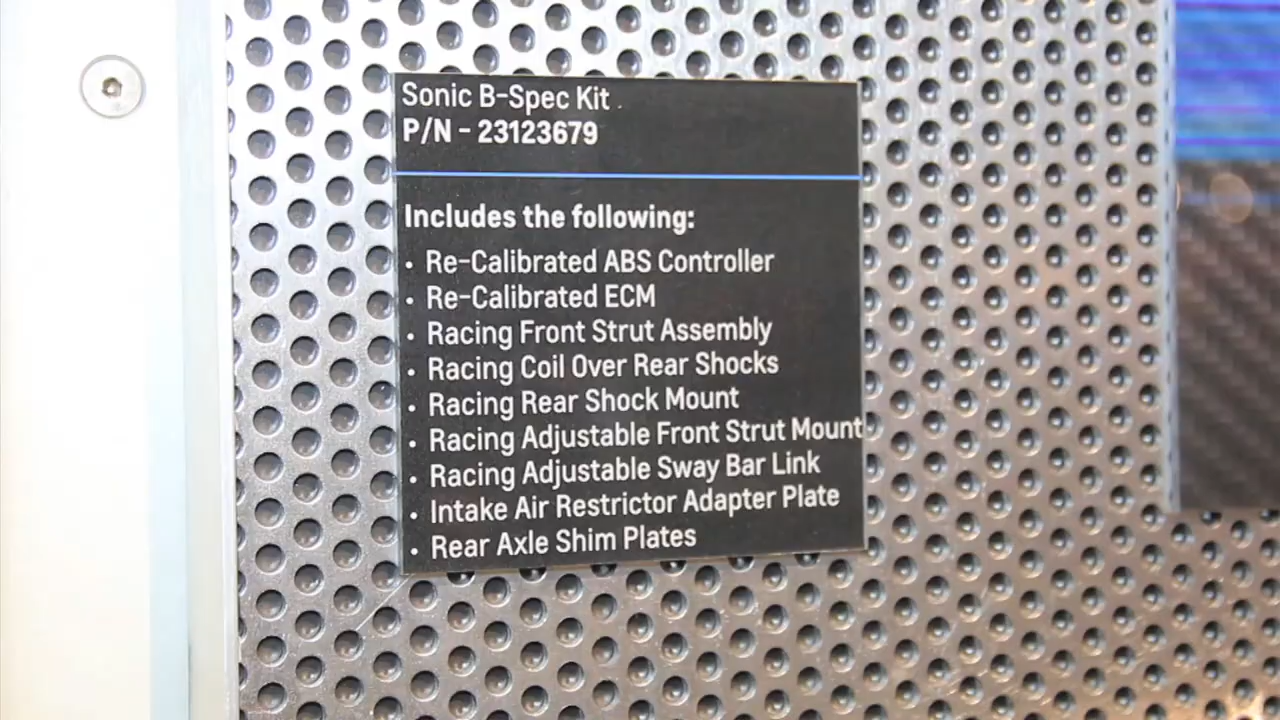 Sonic B-Spec Kit
P/N - 23123679
Includes the following:
• Re-Calibrated ABS Controller
• Re-Calibrated ECM
• Racing Front Strut Assembly
• Racing Coil Over Rear Shocks
• Racing Rear Shock Mount
• Racing Adjustable Front Strut Mount
• Racing Adjustable Sway Bar Link
• Intake Air Restrictor Adapter Plate
• Rear Axle Shim Plates